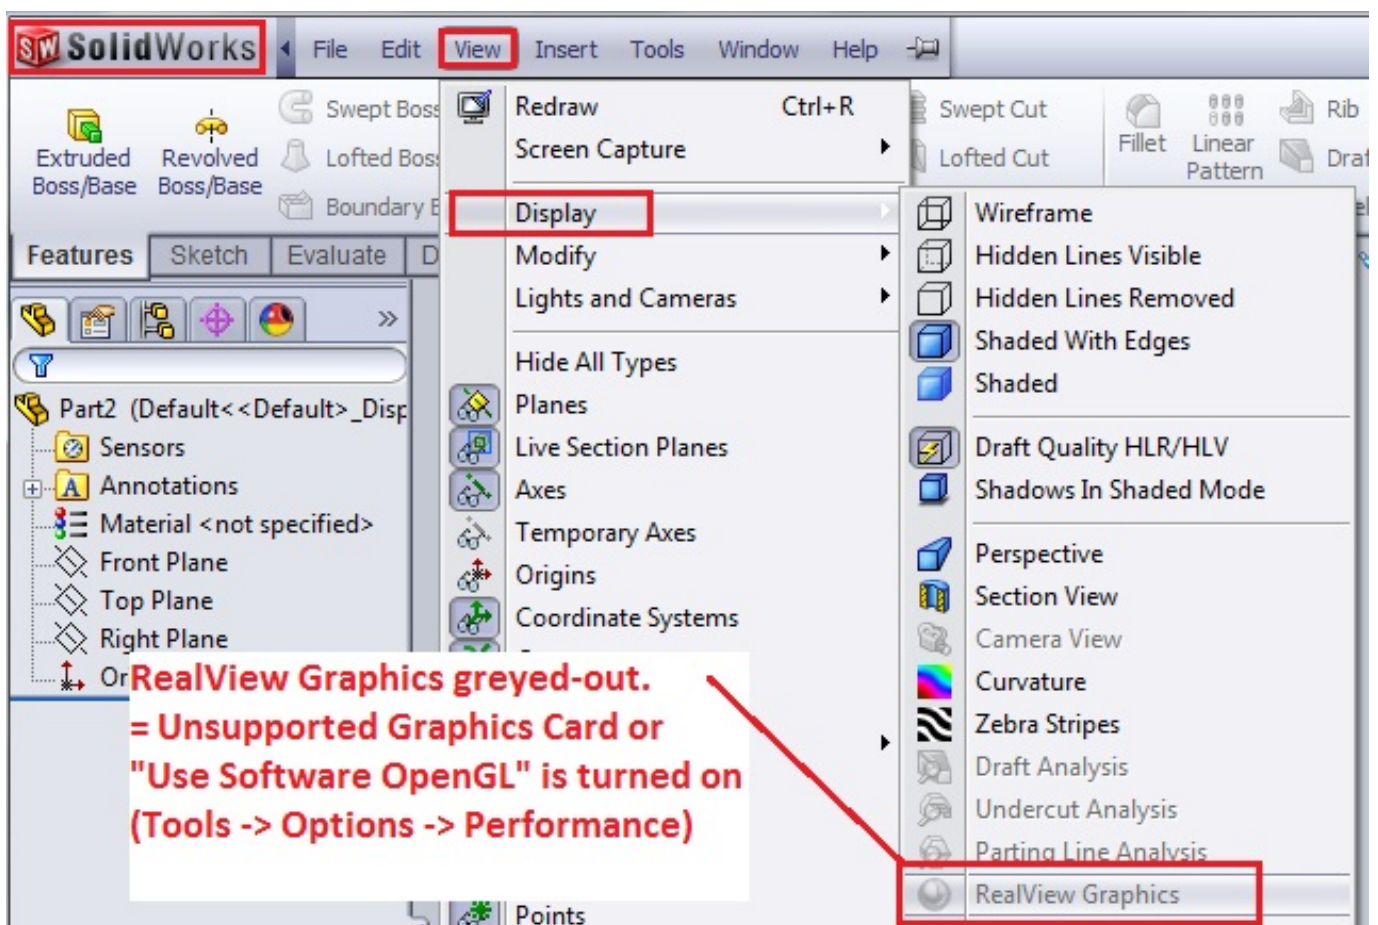 SW SolidWorks File Edit View Insert Tools Window Help
Extruded Boss/Base
Revolved Boss/Base
Swept Boss
Lofted Boss
Boundary B
Swept Cut
Lofted Cut
Fillet
Linear Pattern
Rib
Draf
Features Sketch Evaluate D
Part2 (Default<<Default>_Disp
Sensors
Annotations
Material <not specified>
Front Plane
Top Plane
Right Plane
Or
Redraw Ctrl+R
Screen Capture
Display
Modify
Lights and Cameras
Hide All Types
Planes
Live Section Planes
Axes
Temporary Axes
Origins
Coordinate Systems
Points
Wireframe
Hidden Lines Visible
Hidden Lines Removed
Shaded With Edges
Shaded
Draft Quality HLR/HLV
Shadows In Shaded Mode
Perspective
Section View
Camera View
Curvature
Zebra Stripes
Draft Analysis
Undercut Analysis
Parting Line Analysis
RealView Graphics
RealView Graphics greyed-out.
= Unsupported Graphics Card or
"Use Software OpenGL" is turned on
(Tools -> Options -> Performance)